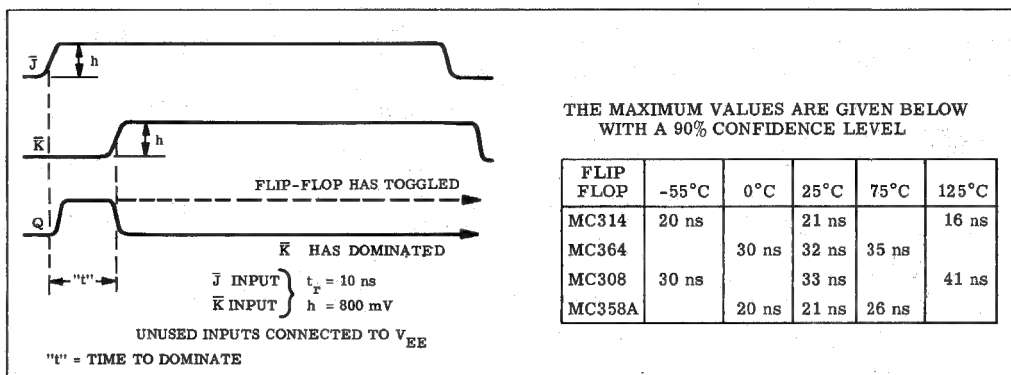 J̄
h
K̄
h
FLIP-FLOP HAS TOGGLED
Q
K̄ HAS DOMINATED
"t"
J̄ INPUT } t_r = 10 ns
K̄ INPUT } h = 800 mV
UNUSED INPUTS CONNECTED TO V_EE
"t" = TIME TO DOMINATE
THE MAXIMUM VALUES ARE GIVEN BELOW
WITH A 90% CONFIDENCE LEVEL
FLIP
FLOP -55°C 0°C 25°C 75°C 125°C
MC314 20 ns 21 ns 16 ns
MC364 30 ns 32 ns 35 ns
MC308 30 ns 33 ns 41 ns
MC358A 20 ns 21 ns 26 ns